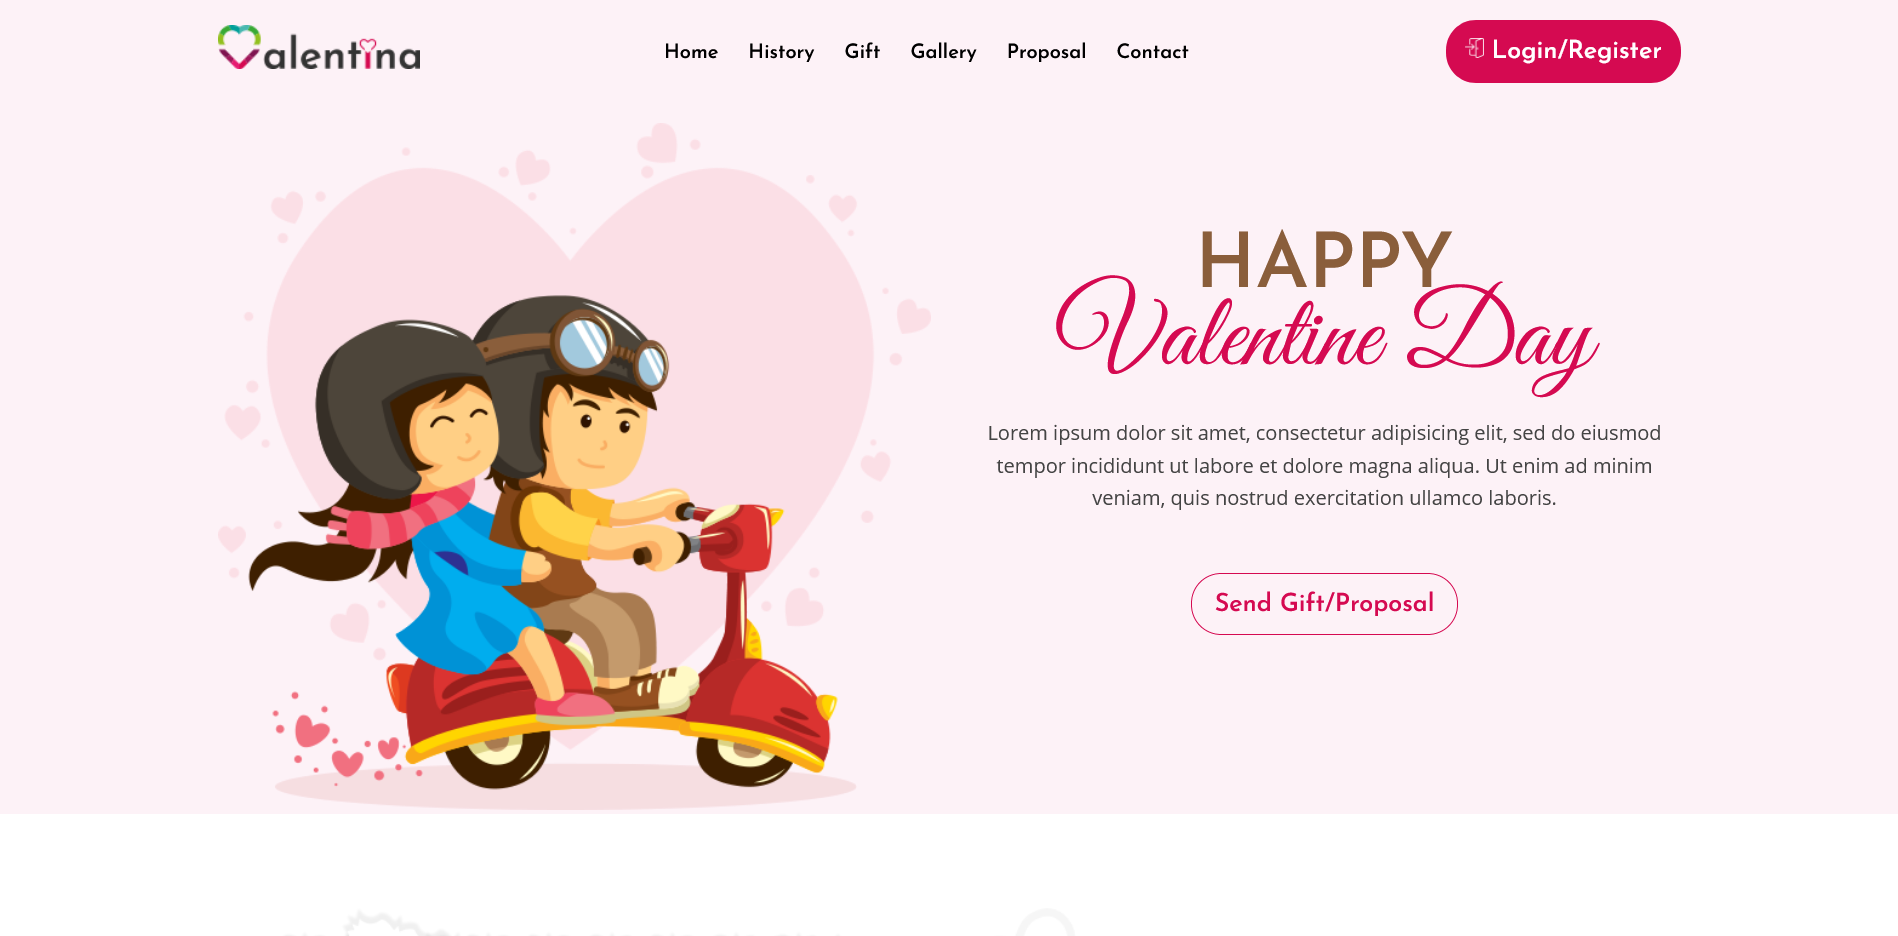 Valentina
Home History Gift Gallery Proposal Contact
Login/Register
HAPPY
Valentine Day
Lorem ipsum dolor sit amet, consectetur adipisicing elit, sed do eiusmod
tempor incididunt ut labore et dolore magna aliqua. Ut enim ad minim
veniam, quis nostrud exercitation ullamco laboris.
Send Gift/Proposal